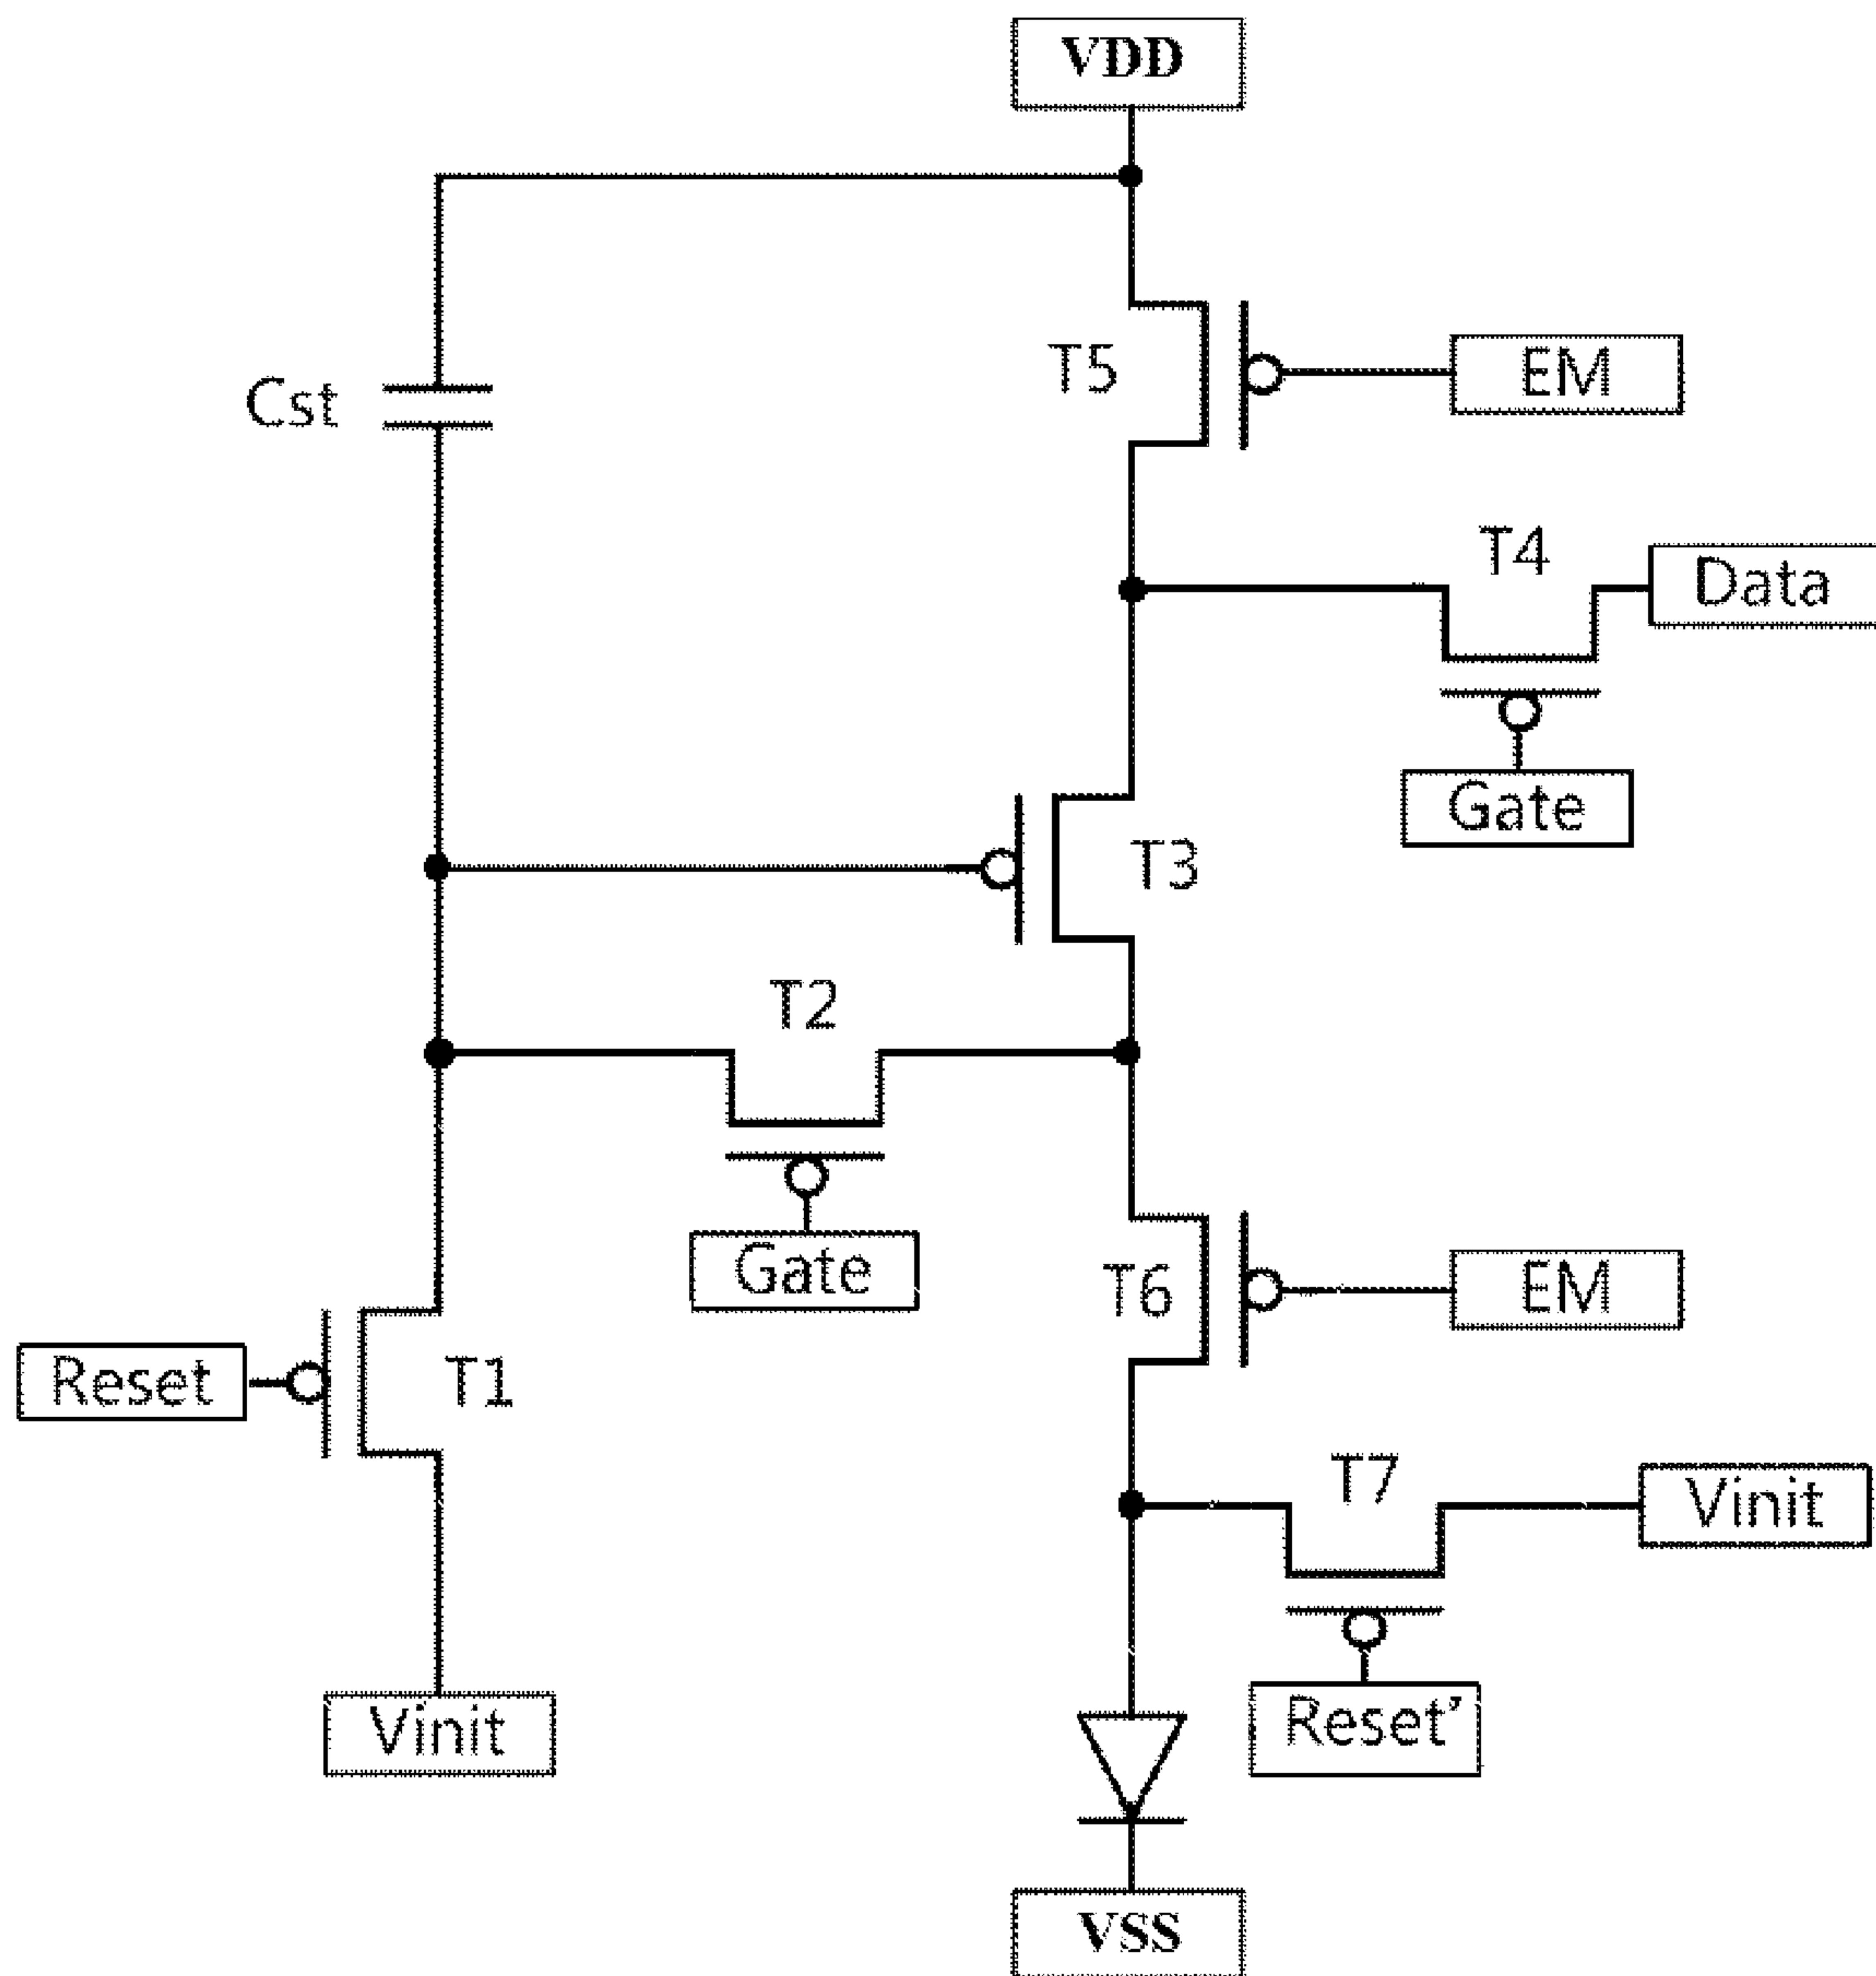 VDD
T5
EM
Cst
T4
Data
Gate
T3
T2
Gate
T6
EM
Reset
T1
T7
Vinit
Reset’
Vinit
VSS